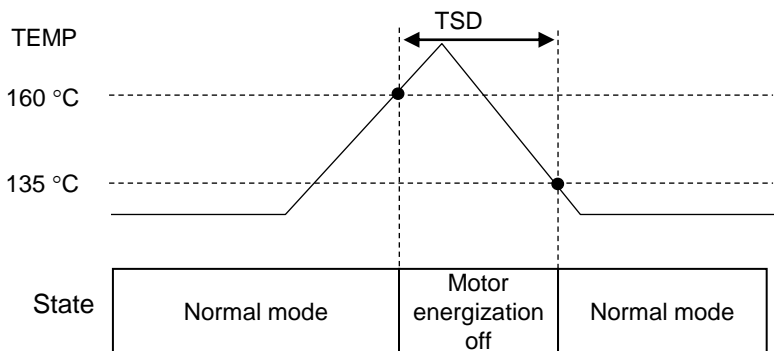 TSD
TEMP
160 °C
135 °C
State
Normal mode
Motor
energization
off
Normal mode